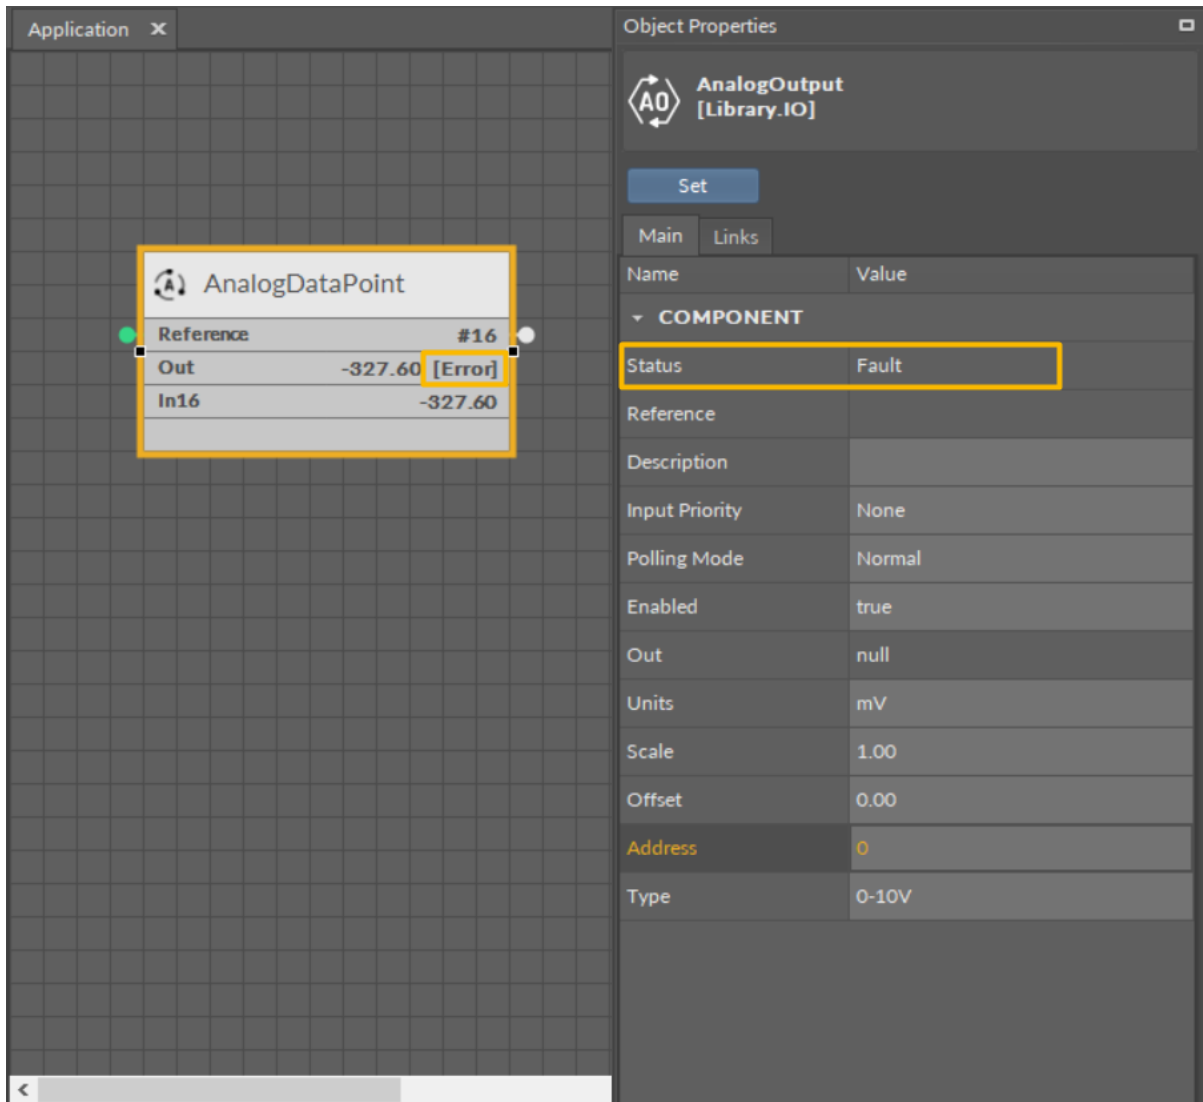 Application
AnalogDataPoint
Reference #16
Out -327.60 [Error]
In16 -327.60
Object Properties
AO
AnalogOutput
[Library.IO]
Set
Main Links
Name Value
COMPONENT
Status Fault
Reference
Description
Input Priority None
Polling Mode Normal
Enabled true
Out null
Units mV
Scale 1.00
Offset 0.00
Address 0
Type 0-10V